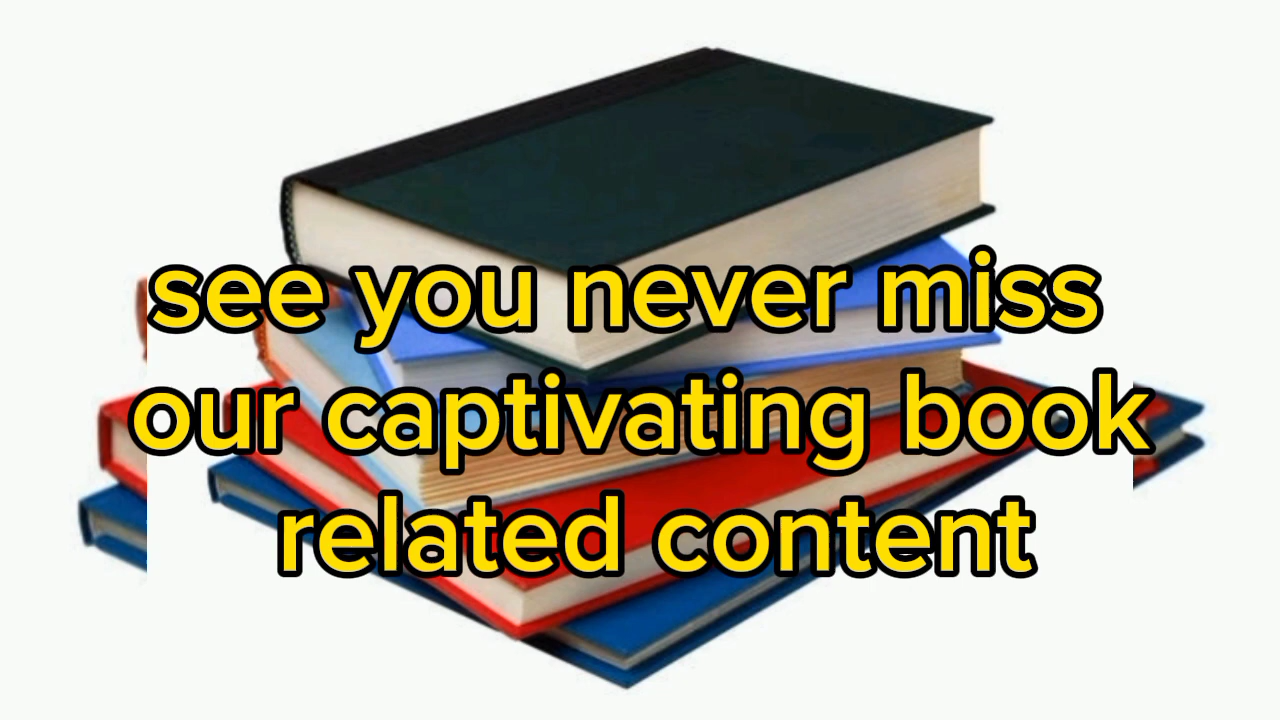 see you never miss
our captivating book
related content